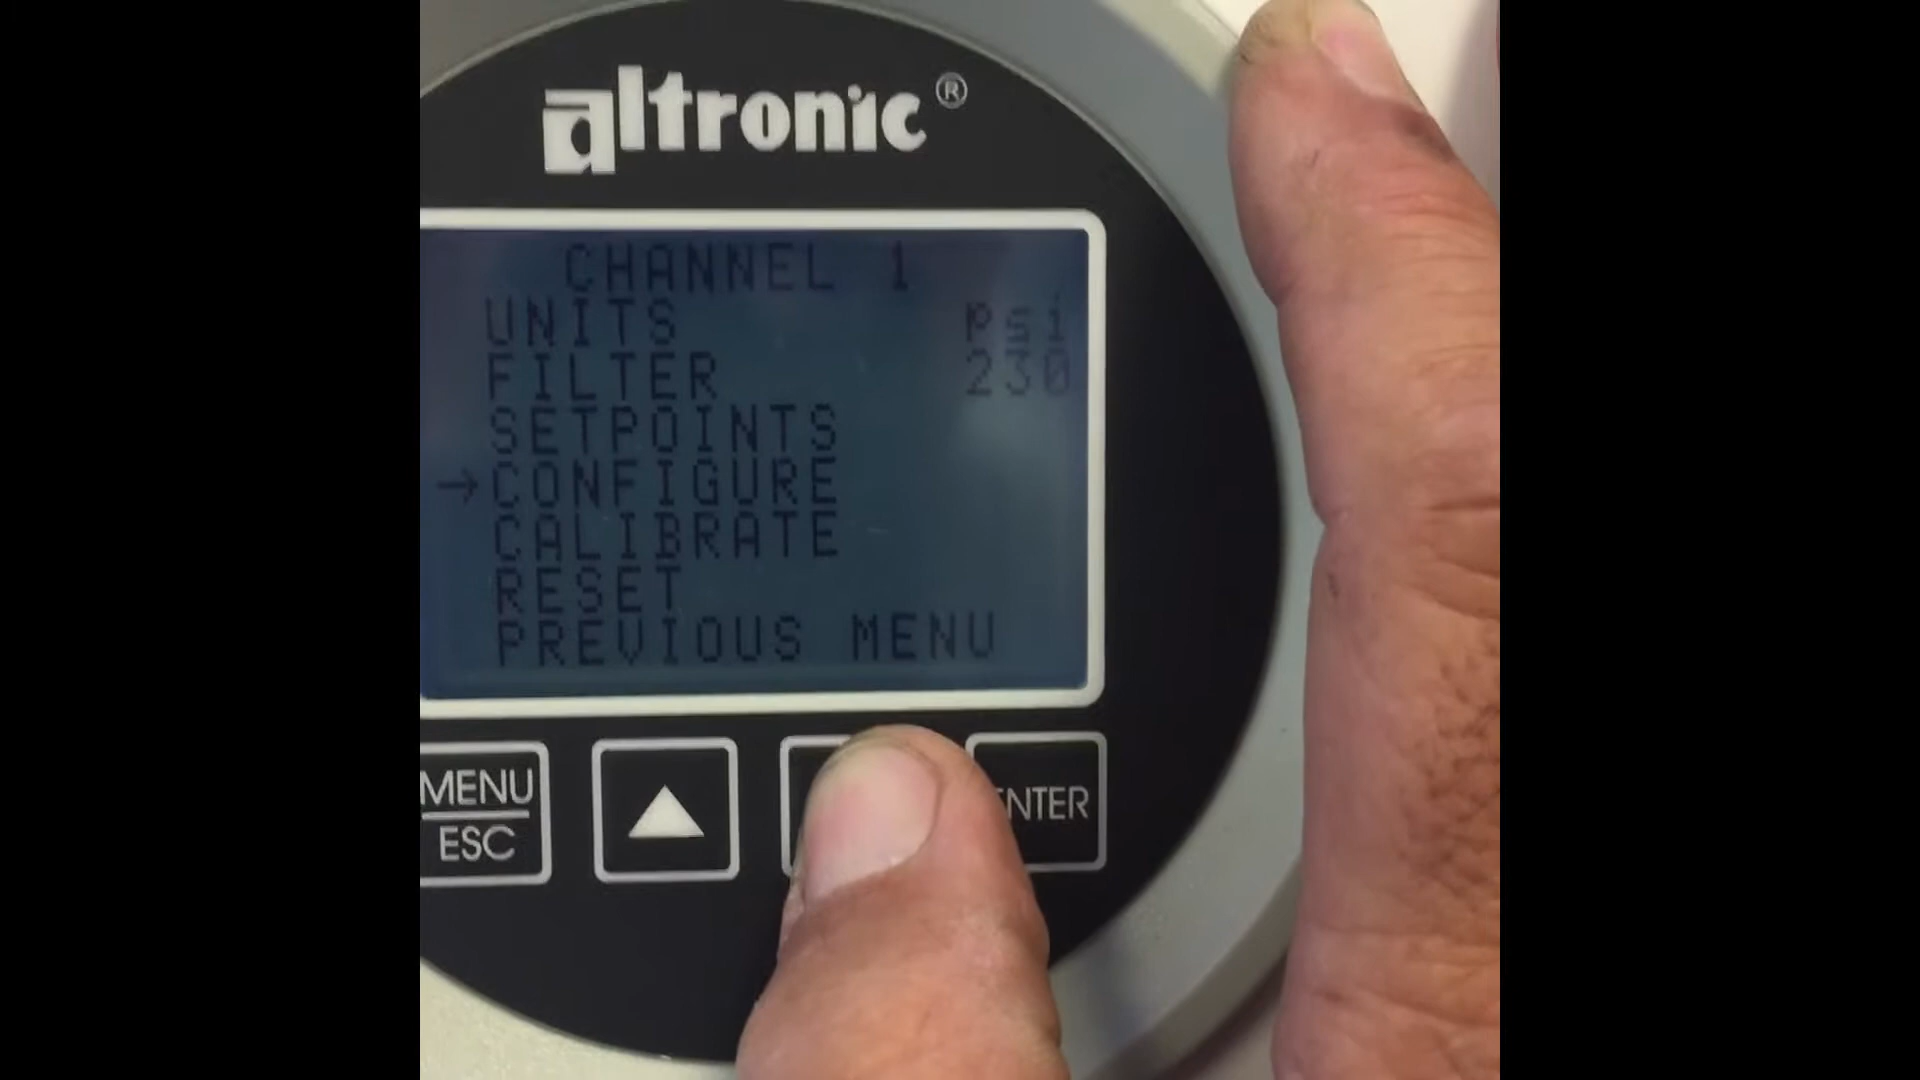 altronic®
CHANNEL 1
UNITS psi
FILTER 230
SETPOINTS
→CONFIGURE
CALIBRATE
RESET
PREVIOUS MENU
MENU
ESC
NTER